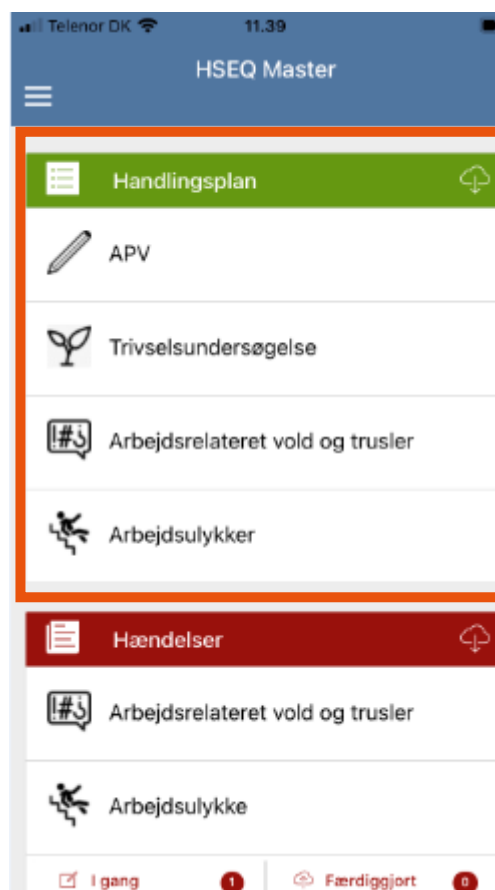 Telenor DK 11.39
HSEQ Master
Handlingsplan
APV
Trivselsundersøgelse
!#¿ Arbejdsrelateret vold og trusler
Arbejdsulykker
Hændelser
!#¿ Arbejdsrelateret vold og trusler
Arbejdsulykke
I gang 1 Færdiggjort 0